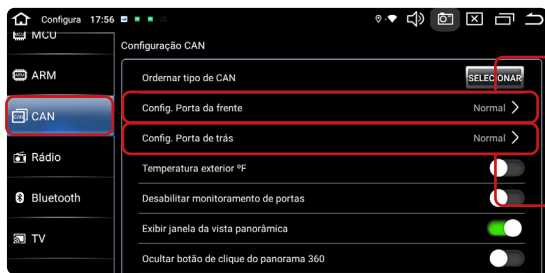 Configura 17:56
MCU
Configuração CAN
ARM
Ordernar tipo de CAN SELECIONAR
CAN
Config. Porta da frente Normal
Config. Porta de trás Normal
Rádio
Temperatura exterior ºF
Bluetooth
Desabilitar monitoramento de portas
Exibir janela da vista panorâmica
TV
Ocultar botão de clique do panorama 360